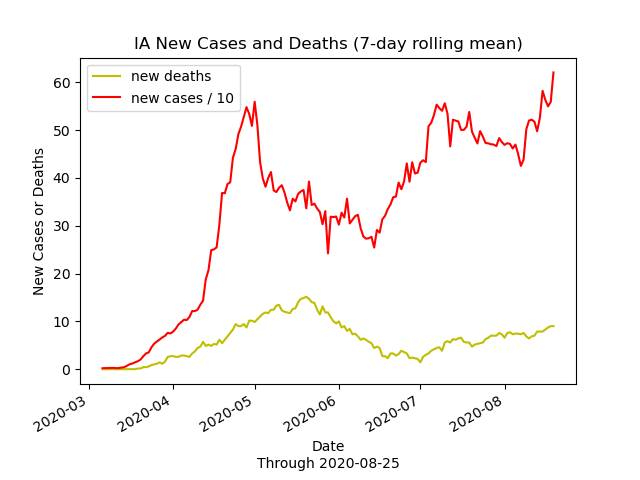 IA New Cases and Deaths (7-day rolling mean)
new deaths
new cases / 10
60
50
40
30
20
10
0
New Cases or Deaths
2020-03
2020-04
2020-05
2020-06
2020-07
2020-08
Date
Through 2020-08-25